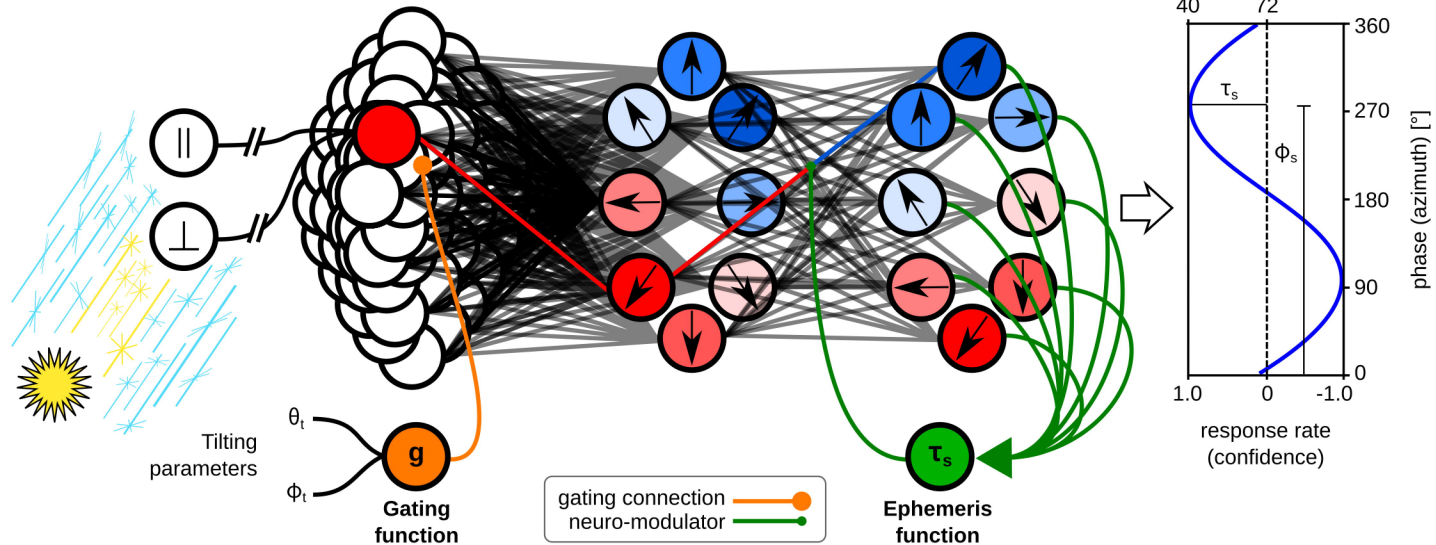 40 72
360
270
180
90
0
phase (azimuth) [°]
τs
ϕs
1.0 0 -1.0
response rate
(confidence)
||
⊥
θt
Tilting
parameters
ϕt
g
Gating
function
gating connection
neuro-modulator
τs
Ephemeris
function